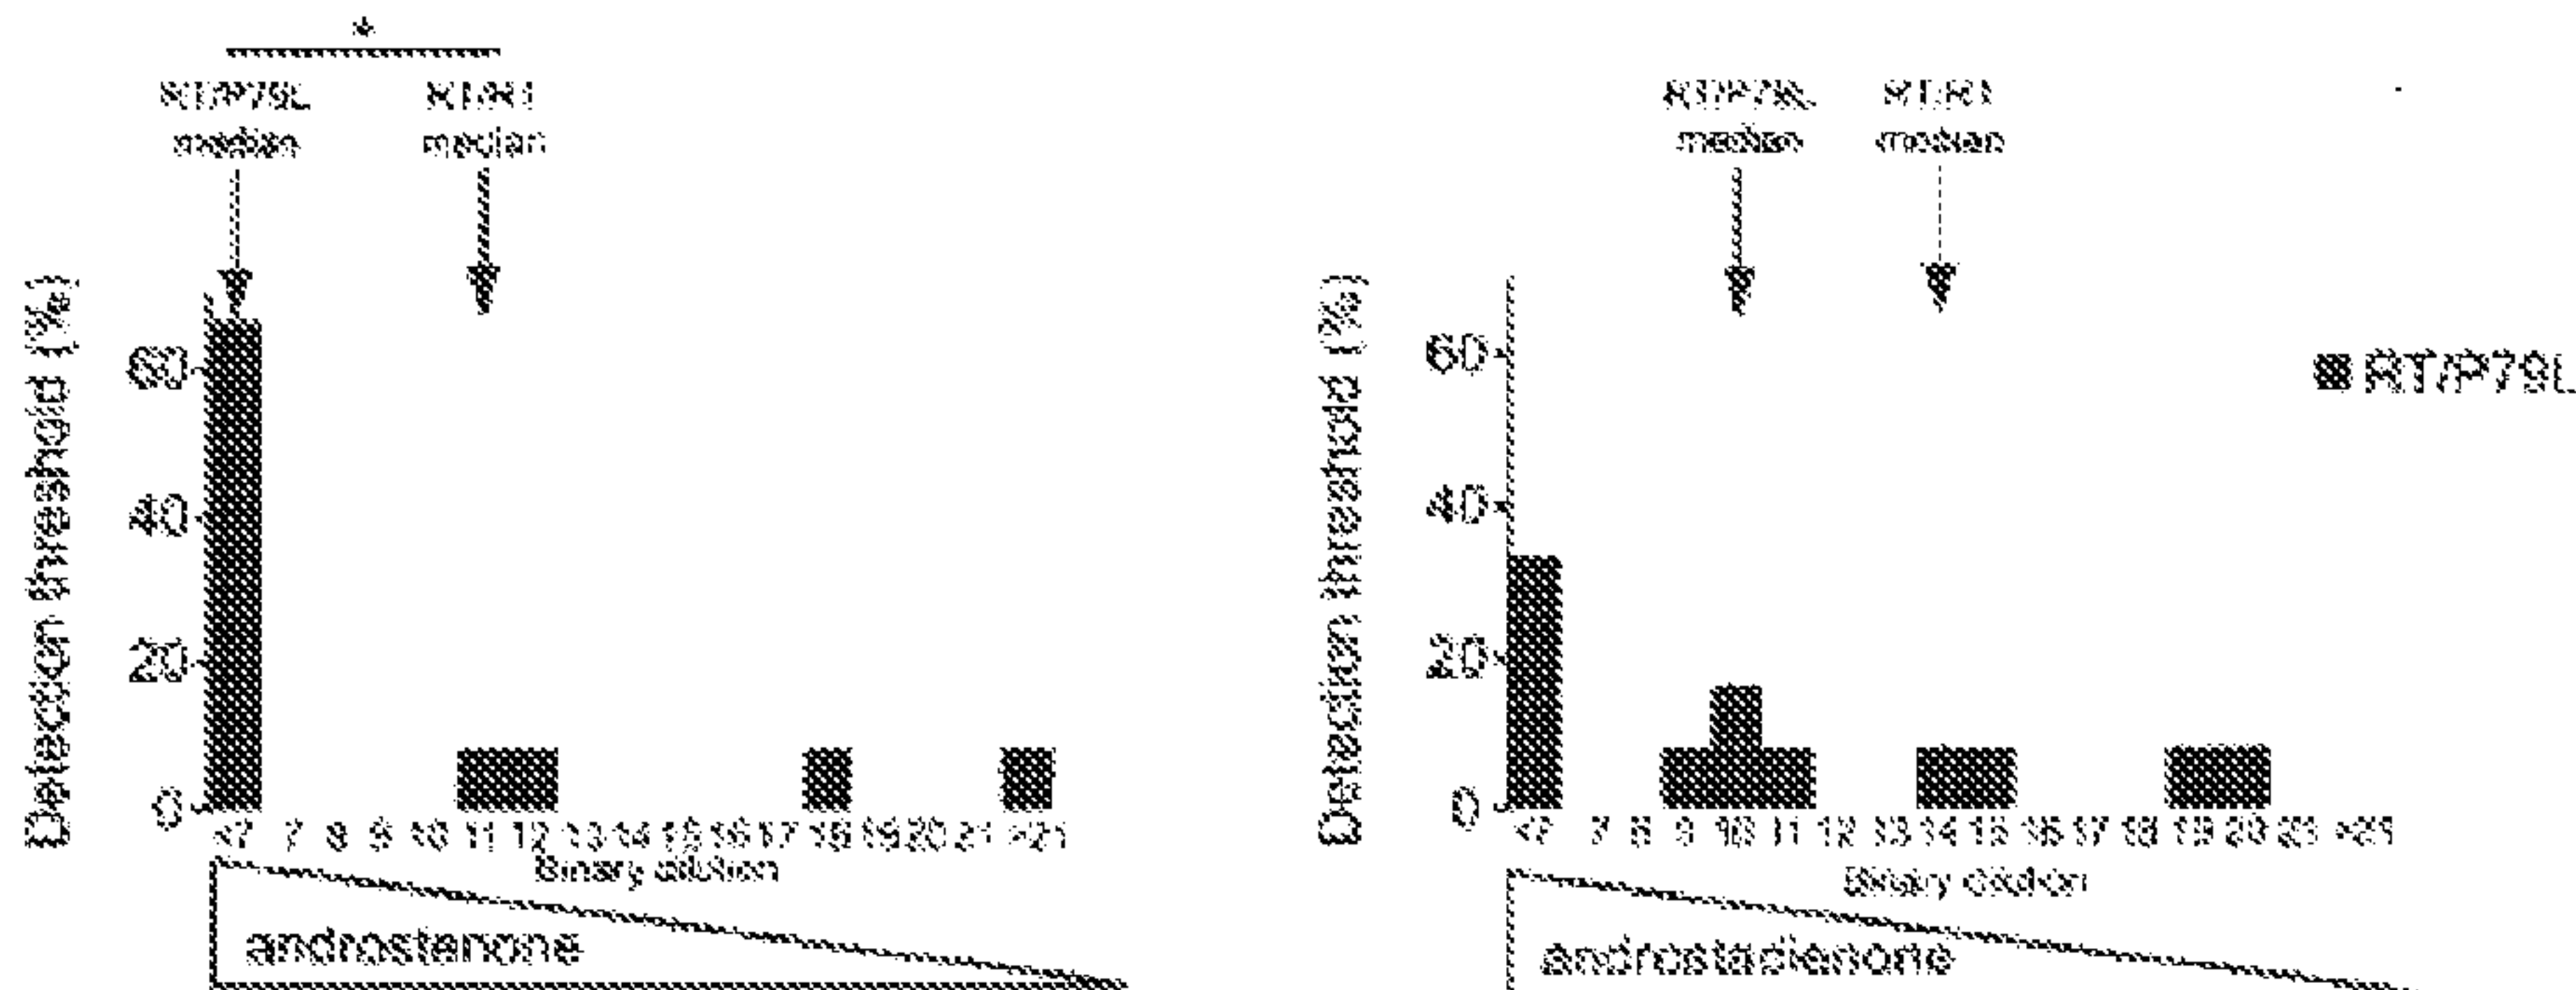 *
RT/P79L
median
RT/RT
median
Detection threshold (%)
60
40
20
0
<7 7 8 9 10 11 12 13 14 15 16 17 18 19 20 21 >21
Binary dilution
androstenone
RT/P79L
median
RT/RT
median
Detection threshold (%)
60
40
20
0
<7 7 8 9 10 11 12 13 14 15 16 17 18 19 20 21 >21
Binary dilution
androstadienone
RT/P79L